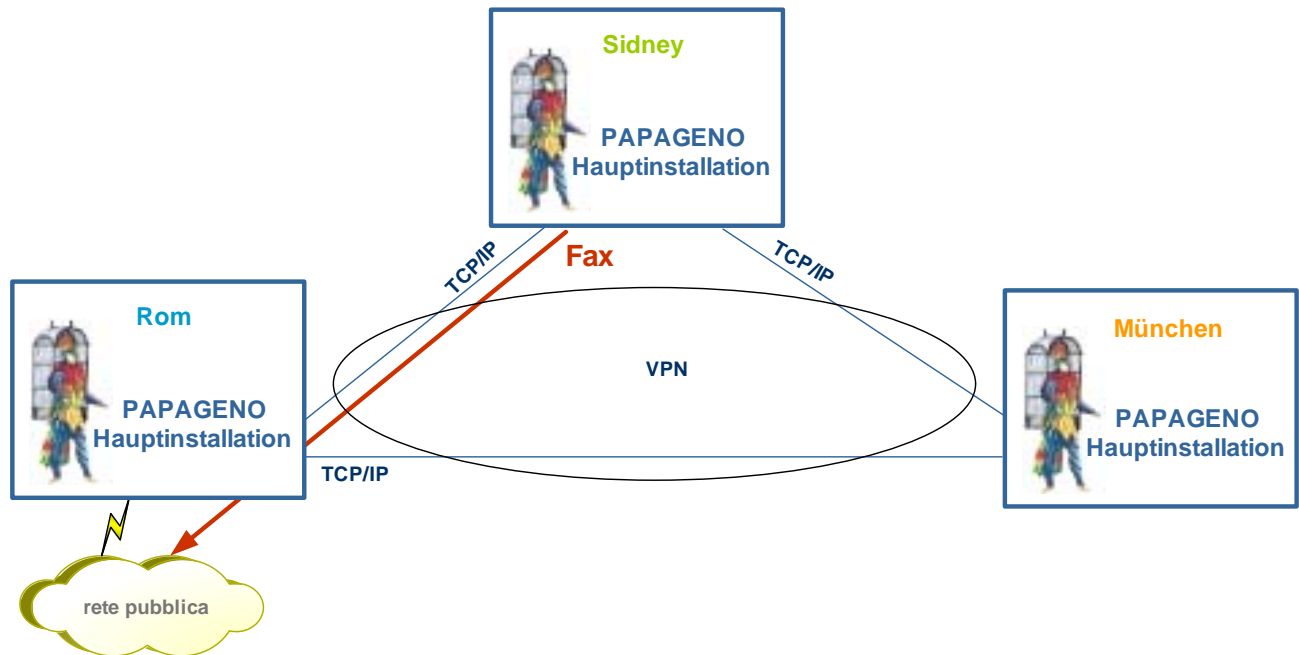 Sidney
PAPAGENO
Hauptinstallation
TCP/IP
Fax
TCP/IP
Rom
PAPAGENO
Hauptinstallation
München
PAPAGENO
Hauptinstallation
VPN
TCP/IP
rete pubblica